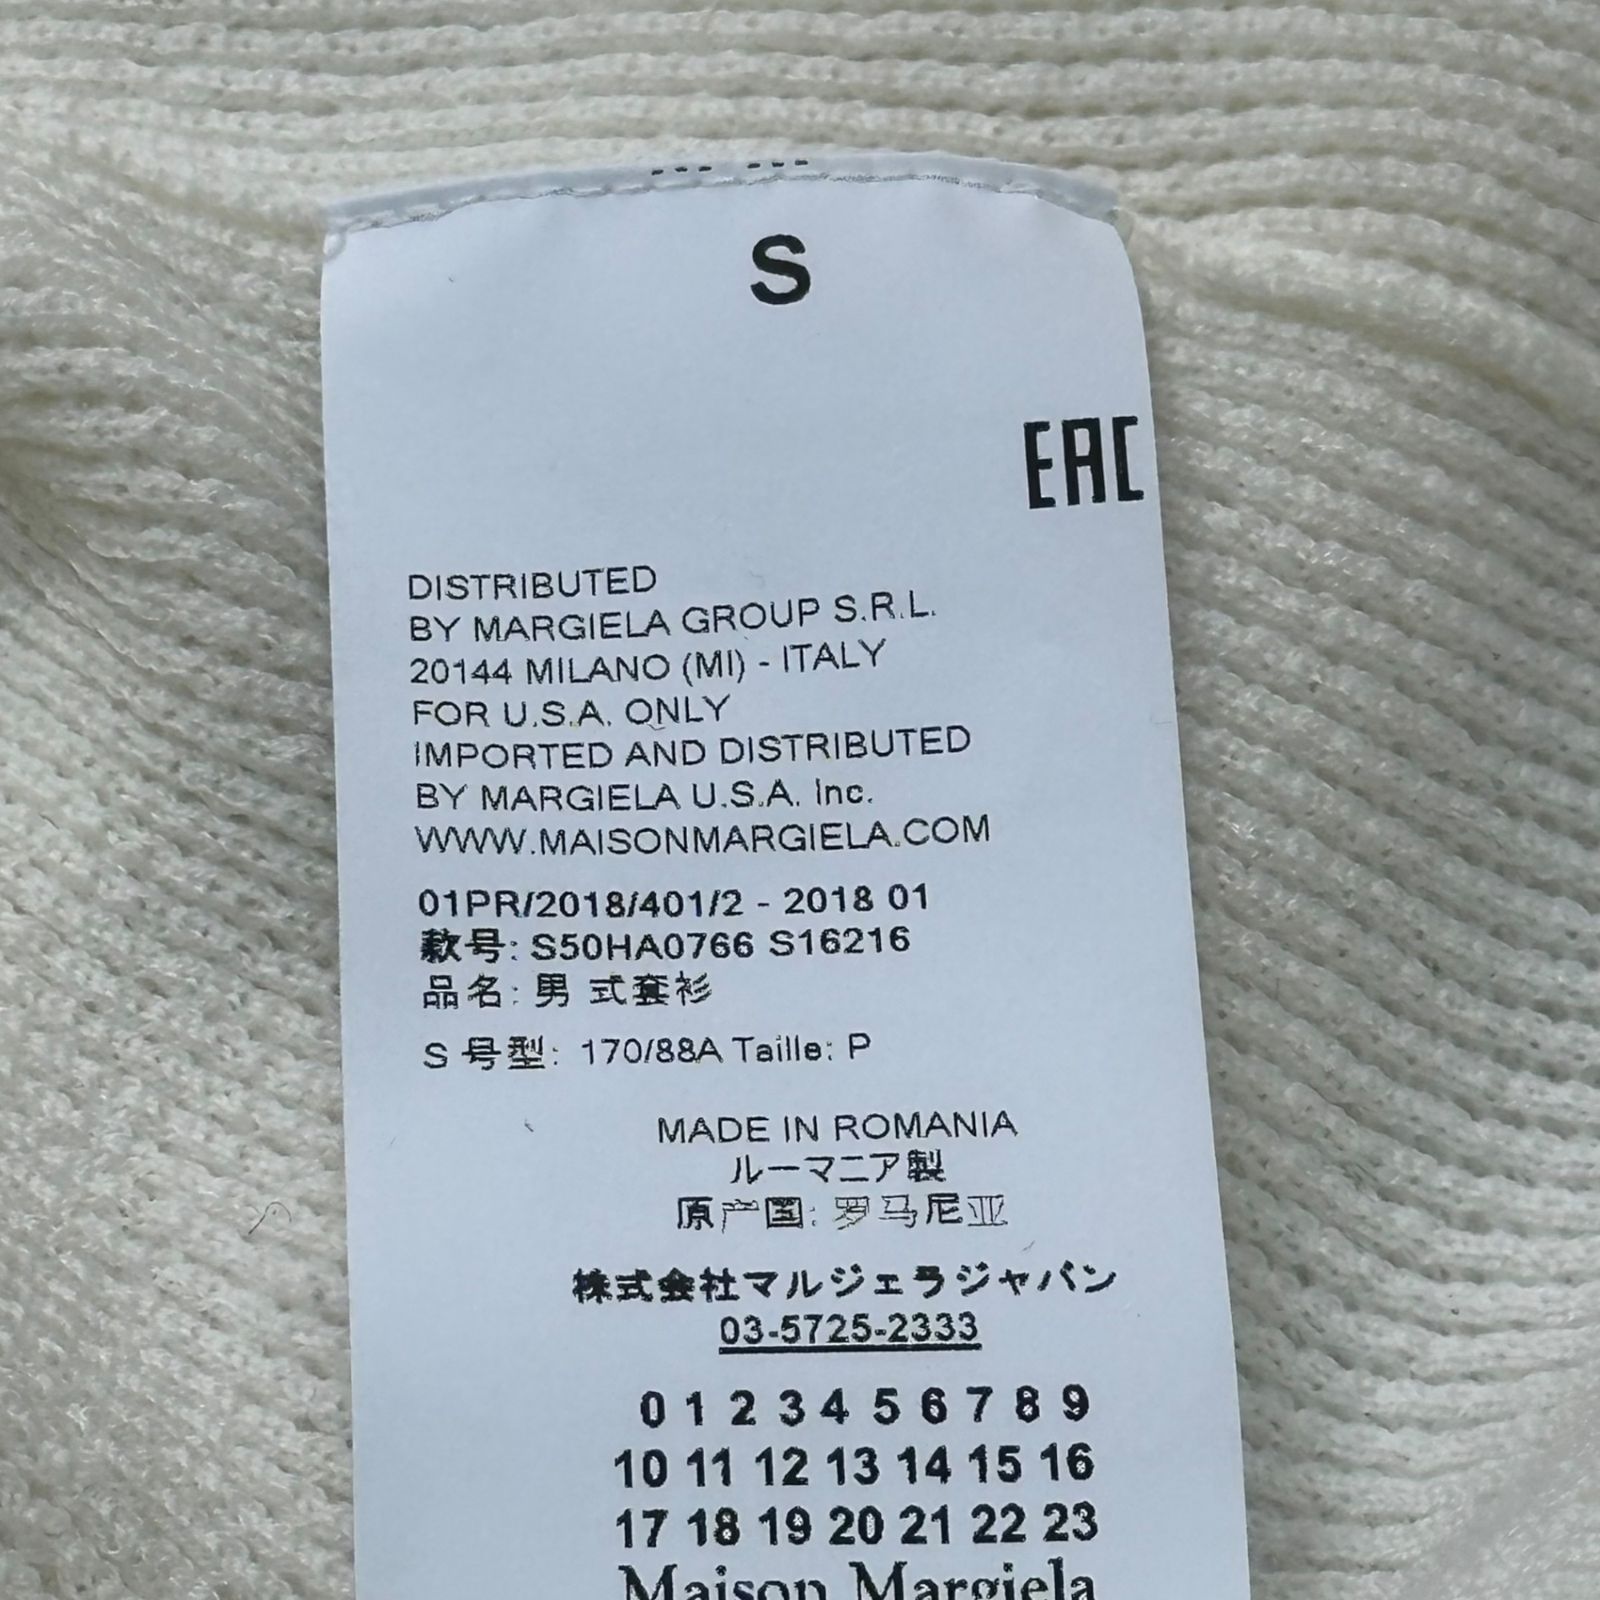 S
EAC
DISTRIBUTED
BY MARGIELA GROUP S.R.L.
20144 MILANO (MI) - ITALY
FOR U.S.A. ONLY
IMPORTED AND DISTRIBUTED
BY MARGIELA U.S.A. Inc.
WWW.MAISONMARGIELA.COM
01PR/2018/401/2 - 2018 01
款号: S50HA0766 S16216
品名: 男 式套衫
S 号型: 170/88A Taille: P
MADE IN ROMANIA
ルーマニア製
原产国: 罗马尼亚
株式会社マルジェラジャパン
03-5725-2333
0 1 2 3 4 5 6 7 8 9
10 11 12 13 14 15 16
17 18 19 20 21 22 23
Maison Margiela